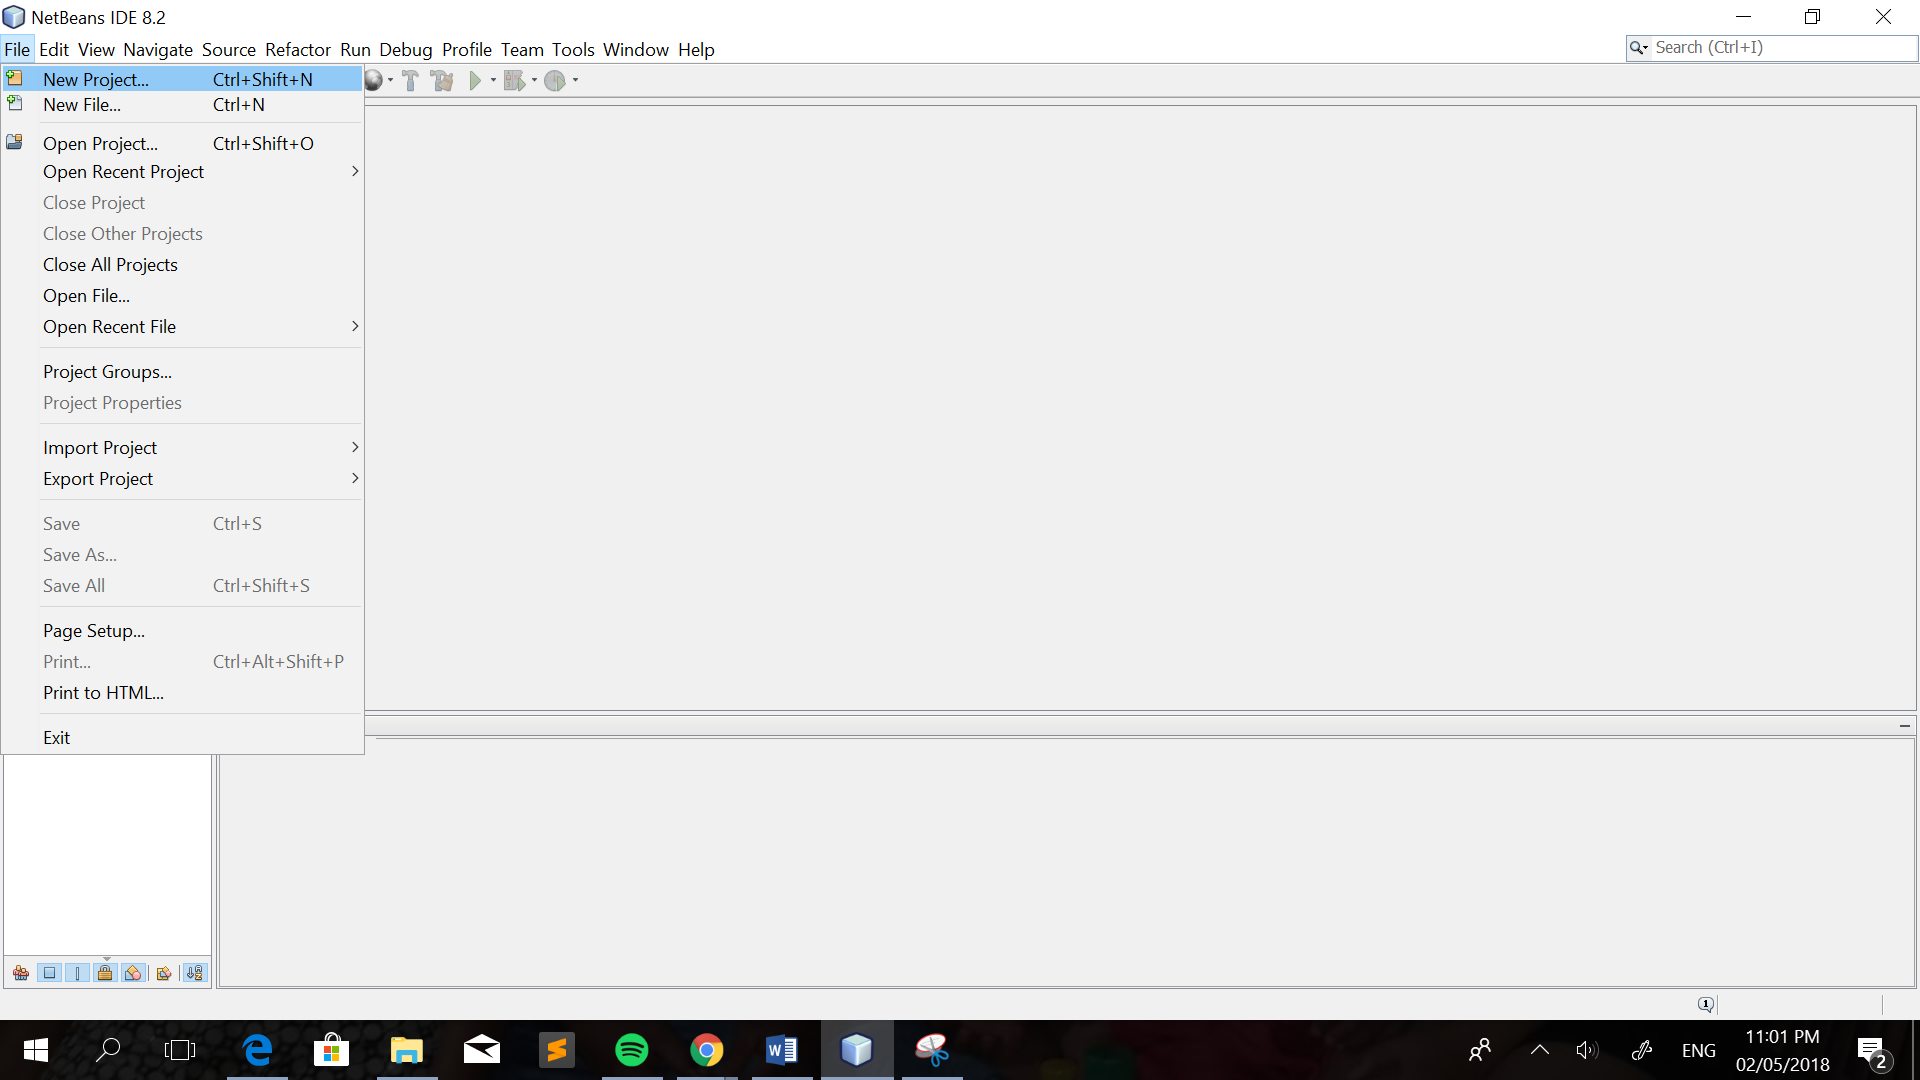 NetBeans IDE 8.2
File Edit View Navigate Source Refactor Run Debug Profile Team Tools Window Help
Search (Ctrl+I)
New Project... Ctrl+Shift+N
New File... Ctrl+N
Open Project... Ctrl+Shift+O
Open Recent Project
Close Project
Close Other Projects
Close All Projects
Open File...
Open Recent File
Project Groups...
Project Properties
Import Project
Export Project
Save Ctrl+S
Save As...
Save All Ctrl+Shift+S
Page Setup...
Print... Ctrl+Alt+Shift+P
Print to HTML...
Exit
1
ENG
11:01 PM
02/05/2018
2